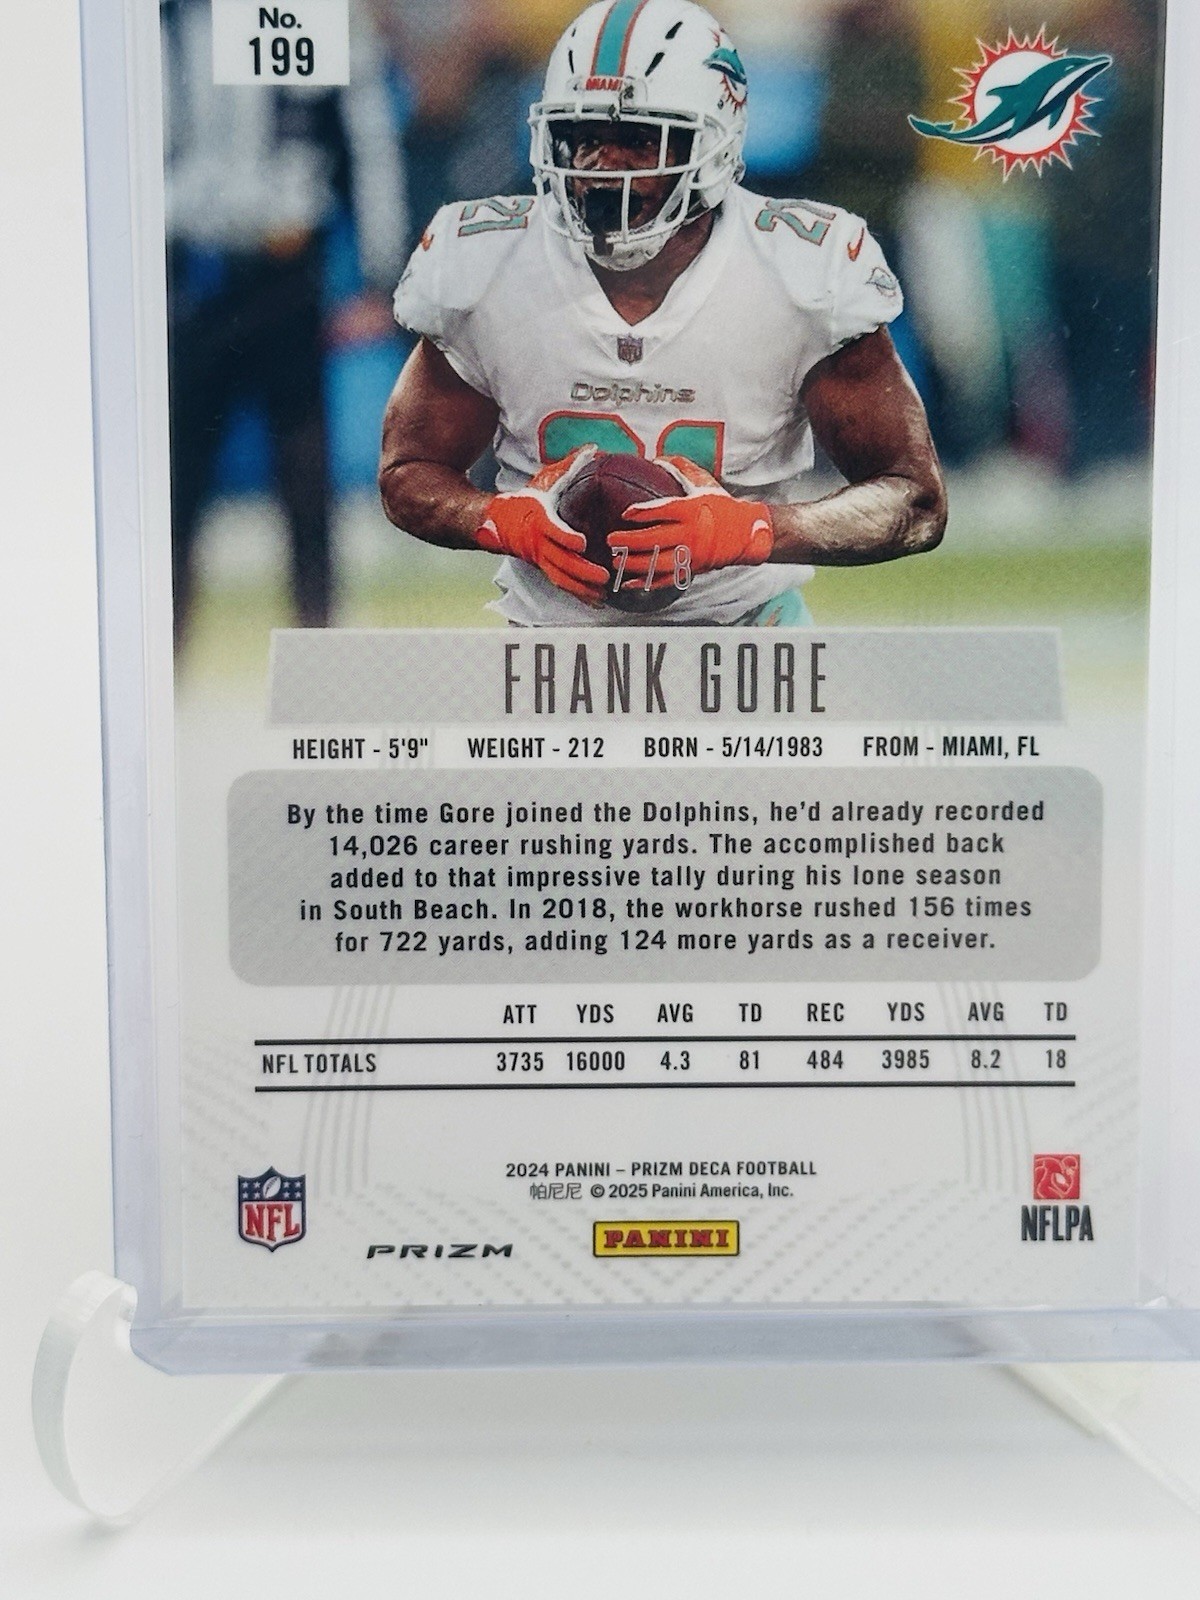 No.
199
MIAMI
21
21
NFL
Dolphins
21
7/8
FRANK GORE
HEIGHT - 5'9" WEIGHT - 212 BORN - 5/14/1983 FROM - MIAMI, FL
By the time Gore joined the Dolphins, he'd already recorded
14,026 career rushing yards. The accomplished back
added to that impressive tally during his lone season
in South Beach. In 2018, the workhorse rushed 156 times
for 722 yards, adding 124 more yards as a receiver.
ATT YDS AVG TD REC YDS AVG TD
NFL TOTALS 3735 16000 4.3 81 484 3985 8.2 18
2024 PANINI – PRIZM DECA FOOTBALL
帕尼尼 © 2025 Panini America, Inc.
NFL
PRIZM
PANINI
NFLPA